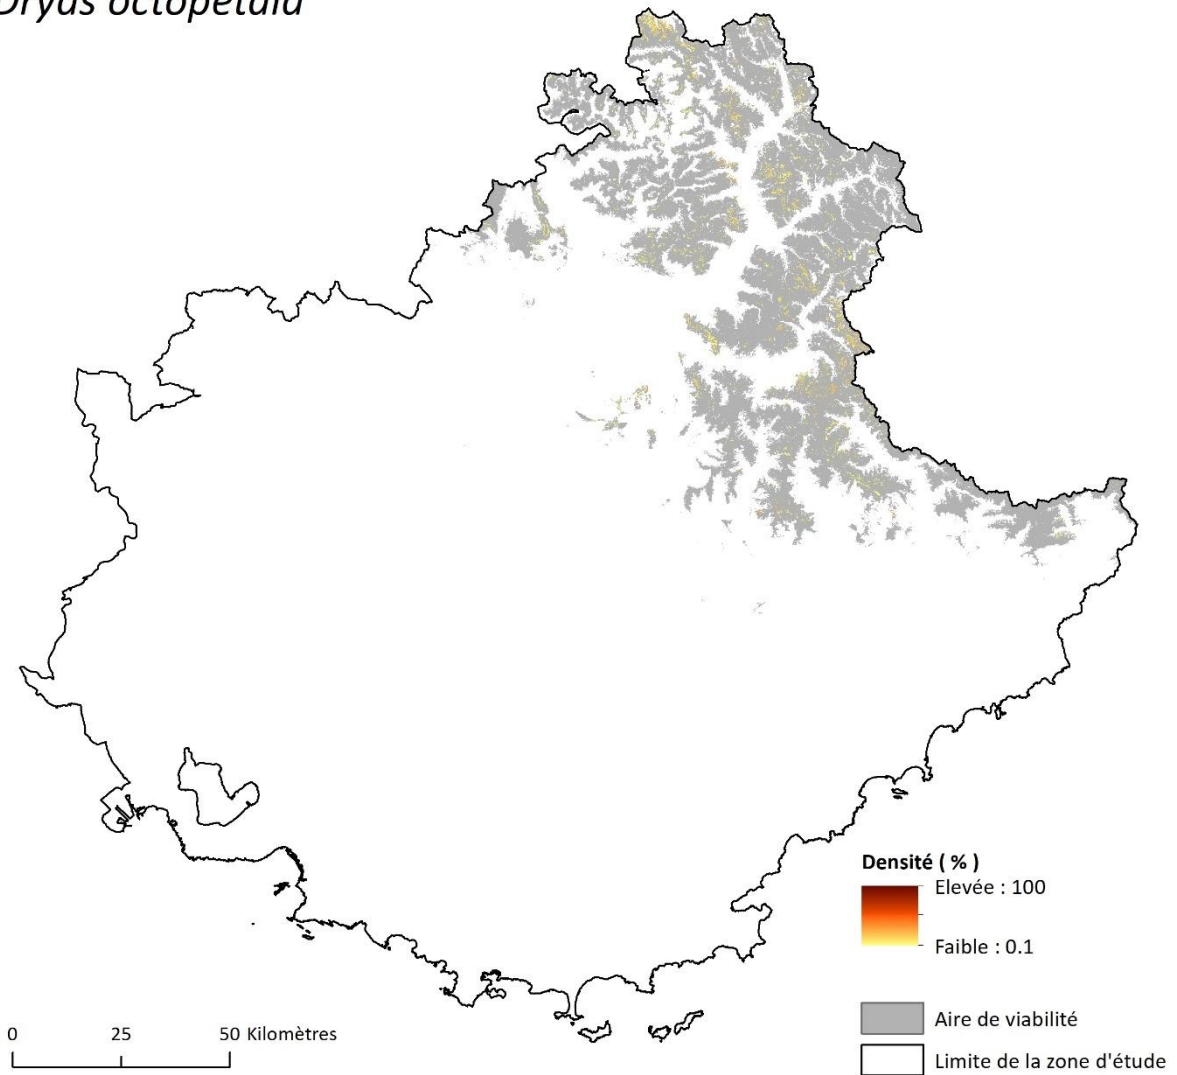 Dryas octopetala
Densité ( % )
Elevée : 100
Faible : 0.1
Aire de viabilité
Limite de la zone d'étude
0 25 50 Kilomètres